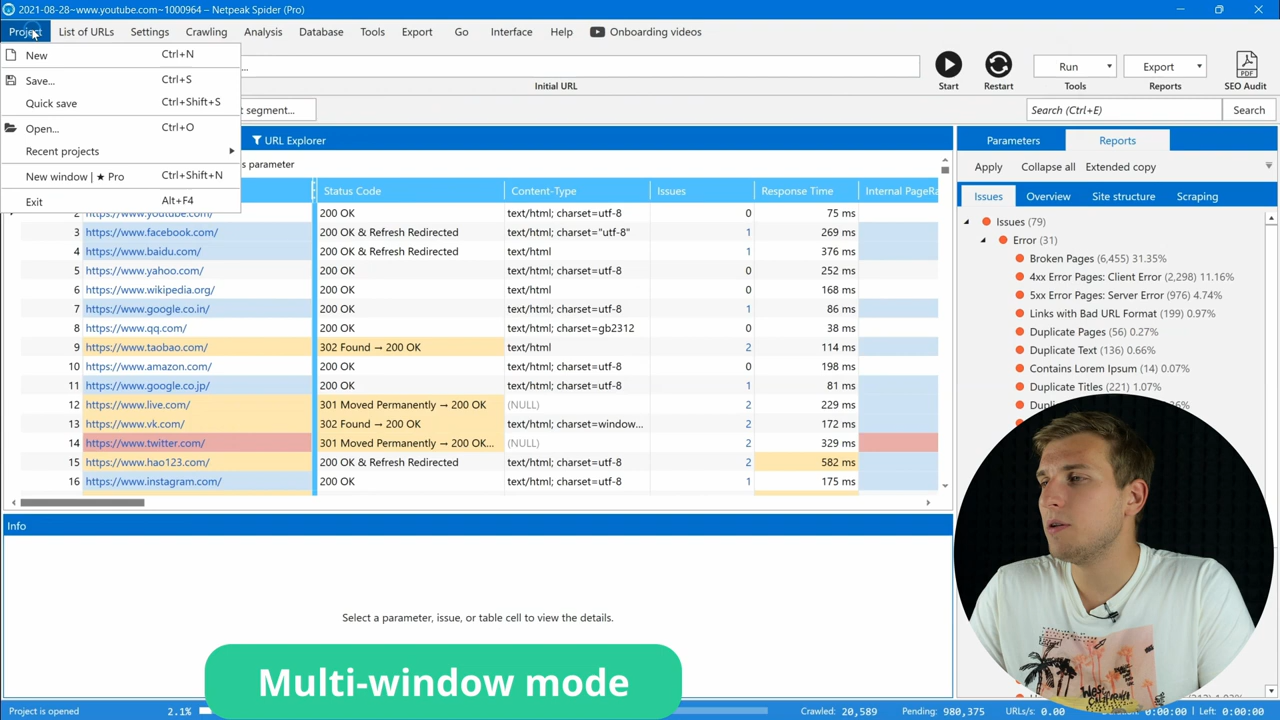 2021-08-28~www.youtube.com~1000964 – Netpeak Spider (Pro)
Project List of URLs Settings Crawling Analysis Database Tools Export Go Interface Help Onboarding videos
New Ctrl+N
Save... Ctrl+S
Quick save Ctrl+Shift+S
Open... Ctrl+O
Recent projects
New window | ★ Pro Ctrl+Shift+N
Exit Alt+F4
Initial URL
Start
Restart
Run
Tools
Export
Reports
PDF
SEO Audit
t segment...
Search (Ctrl+E) Search
URL Explorer
s parameter
Status Code Content-Type Issues Response Time Internal PageRa
2 https://www.youtube.com/ 200 OK text/html; charset=utf-8 0 75 ms
3 https://www.facebook.com/ 200 OK & Refresh Redirected text/html; charset="utf-8" 1 269 ms
4 https://www.baidu.com/ 200 OK & Refresh Redirected text/html 1 376 ms
5 https://www.yahoo.com/ 200 OK text/html; charset=utf-8 0 252 ms
6 https://www.wikipedia.org/ 200 OK text/html 0 168 ms
7 https://www.google.co.in/ 200 OK text/html; charset=utf-8 1 86 ms
8 https://www.qq.com/ 200 OK text/html; charset=gb2312 0 38 ms
9 https://www.taobao.com/ 302 Found → 200 OK text/html 2 114 ms
10 https://www.amazon.com/ 200 OK text/html; charset=utf-8 0 198 ms
11 https://www.google.co.jp/ 200 OK text/html; charset=utf-8 1 81 ms
12 https://www.live.com/ 301 Moved Permanently → 200 OK (NULL) 2 229 ms
13 https://www.vk.com/ 302 Found → 200 OK text/html; charset=window... 2 172 ms
14 https://www.twitter.com/ 301 Moved Permanently → 200 OK... (NULL) 2 329 ms
15 https://www.hao123.com/ 200 OK & Refresh Redirected text/html; charset=utf-8 2 582 ms
16 https://www.instagram.com/ 200 OK text/html; charset=utf-8 1 175 ms
Parameters Reports
Apply Collapse all Extended copy
Issues Overview Site structure Scraping
Issues (79)
Error (31)
Broken Pages (6,455) 31.35%
4xx Error Pages: Client Error (2,298) 11.16%
5xx Error Pages: Server Error (976) 4.74%
Links with Bad URL Format (199) 0.97%
Duplicate Pages (56) 0.27%
Duplicate Text (136) 0.66%
Contains Lorem Ipsum (14) 0.07%
Duplicate Titles (221) 1.07%
Info
Select a parameter, issue, or table cell to view the details.
Multi-window mode
Project is opened 2.1% Crawled: 20,589 Pending: 980,375 URLs/s: 0.00 Left: 0:00:00